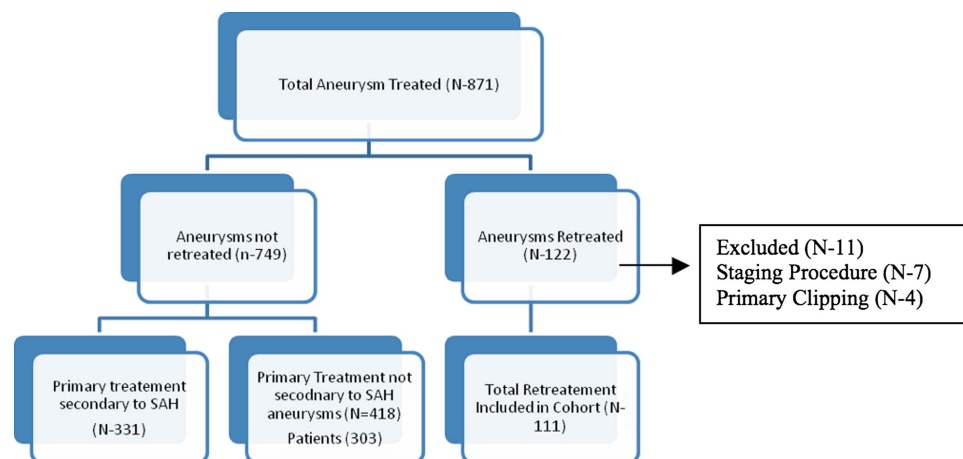 Total Aneurysm Treated (N-871)
Aneurysms not
retreated (n-749)
Aneurysms Retreated
(N-122)
Excluded (N-11)
Staging Procedure (N-7)
Primary Clipping (N-4)
Primary treatement
secondary to SAH
(N-331)
Primary Treatment not
secodnary to SAH
aneurysms (N=418)
Patients (303)
Total Retreatement
Included in Cohort (N-
111)